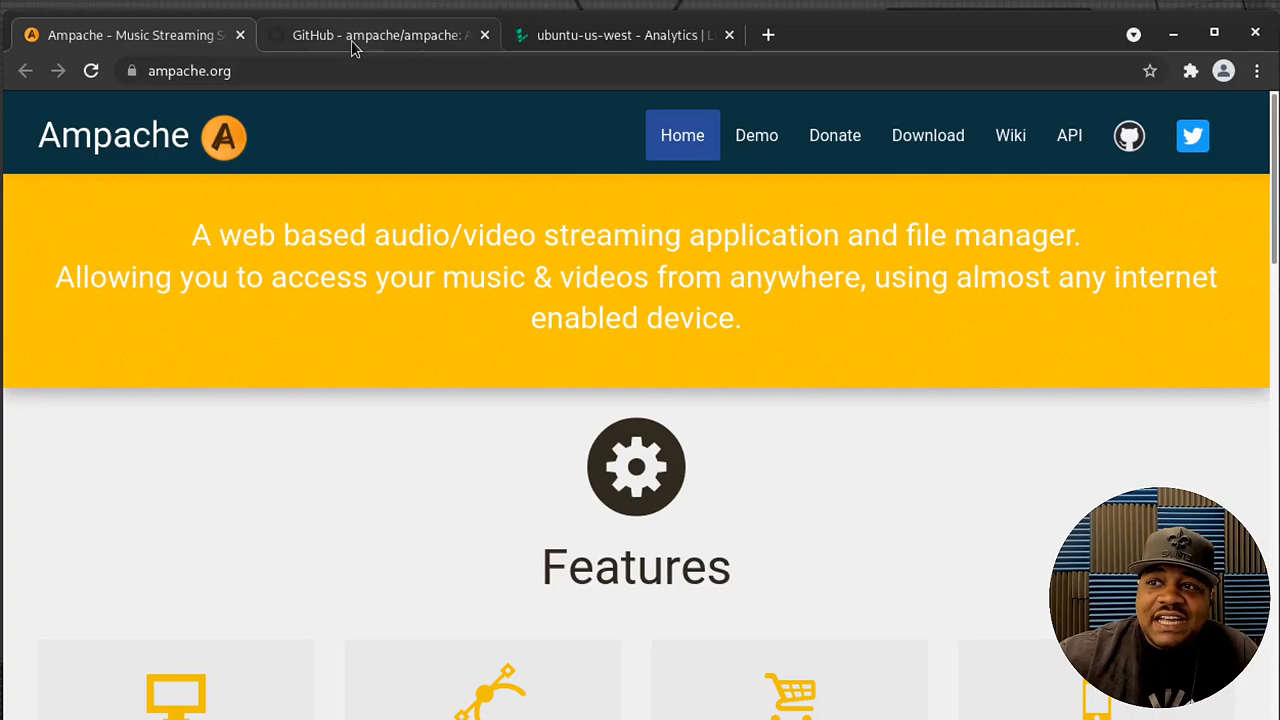 Ampache - Music Streaming S
GitHub - ampache/ampache: A
ubuntu-us-west - Analytics | L
ampache.org
Ampache A
Home
Demo
Donate
Download
Wiki
API
A web based audio/video streaming application and file manager.
Allowing you to access your music & videos from anywhere, using almost any internet
enabled device.
Features
SAINTS